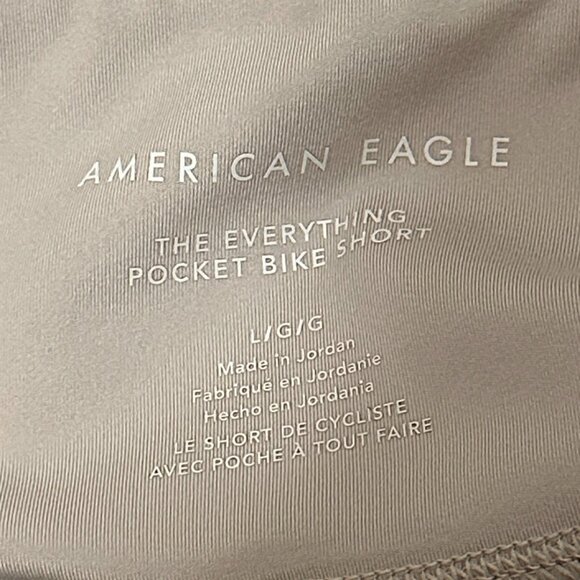 AMERICAN EAGLE
THE EVERYTHING
POCKET BIKE SHORT
L/G/G
Made in Jordan
Fabriqué en Jordanie
Hecho en Jordania
LE SHORT DE CYCLISTE
AVEC POCHE À TOUT FAIRE